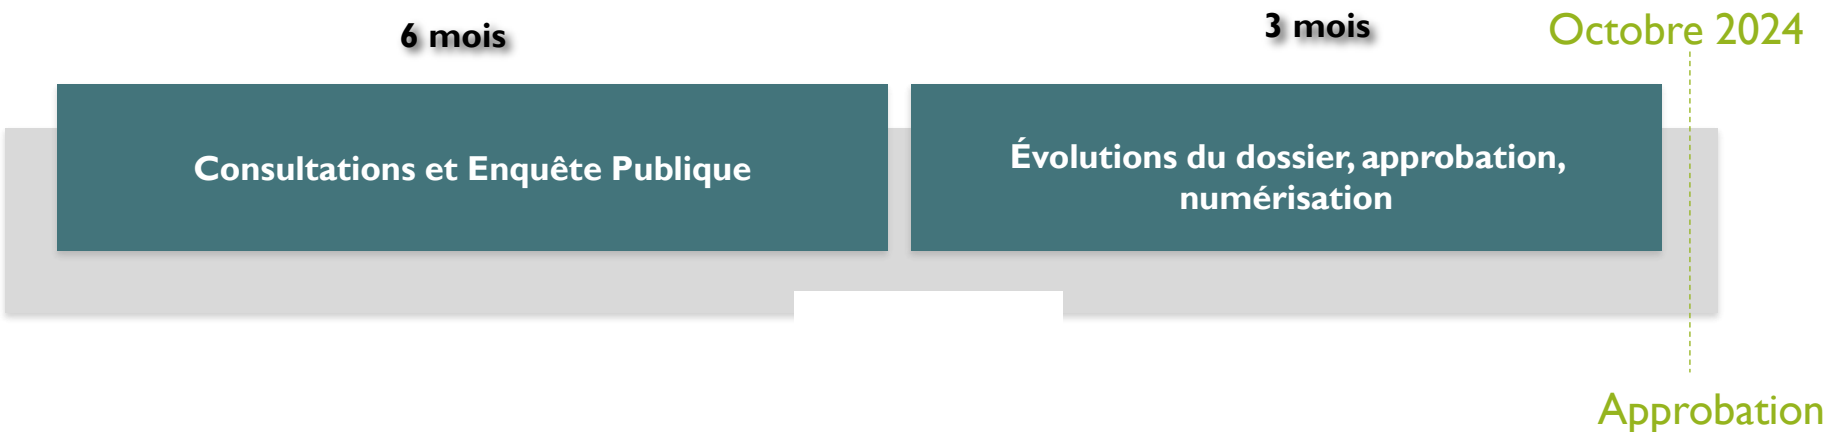 6 mois
3 mois
Octobre 2024
Consultations et Enquête Publique
Évolutions du dossier, approbation,
numérisation
Approbation